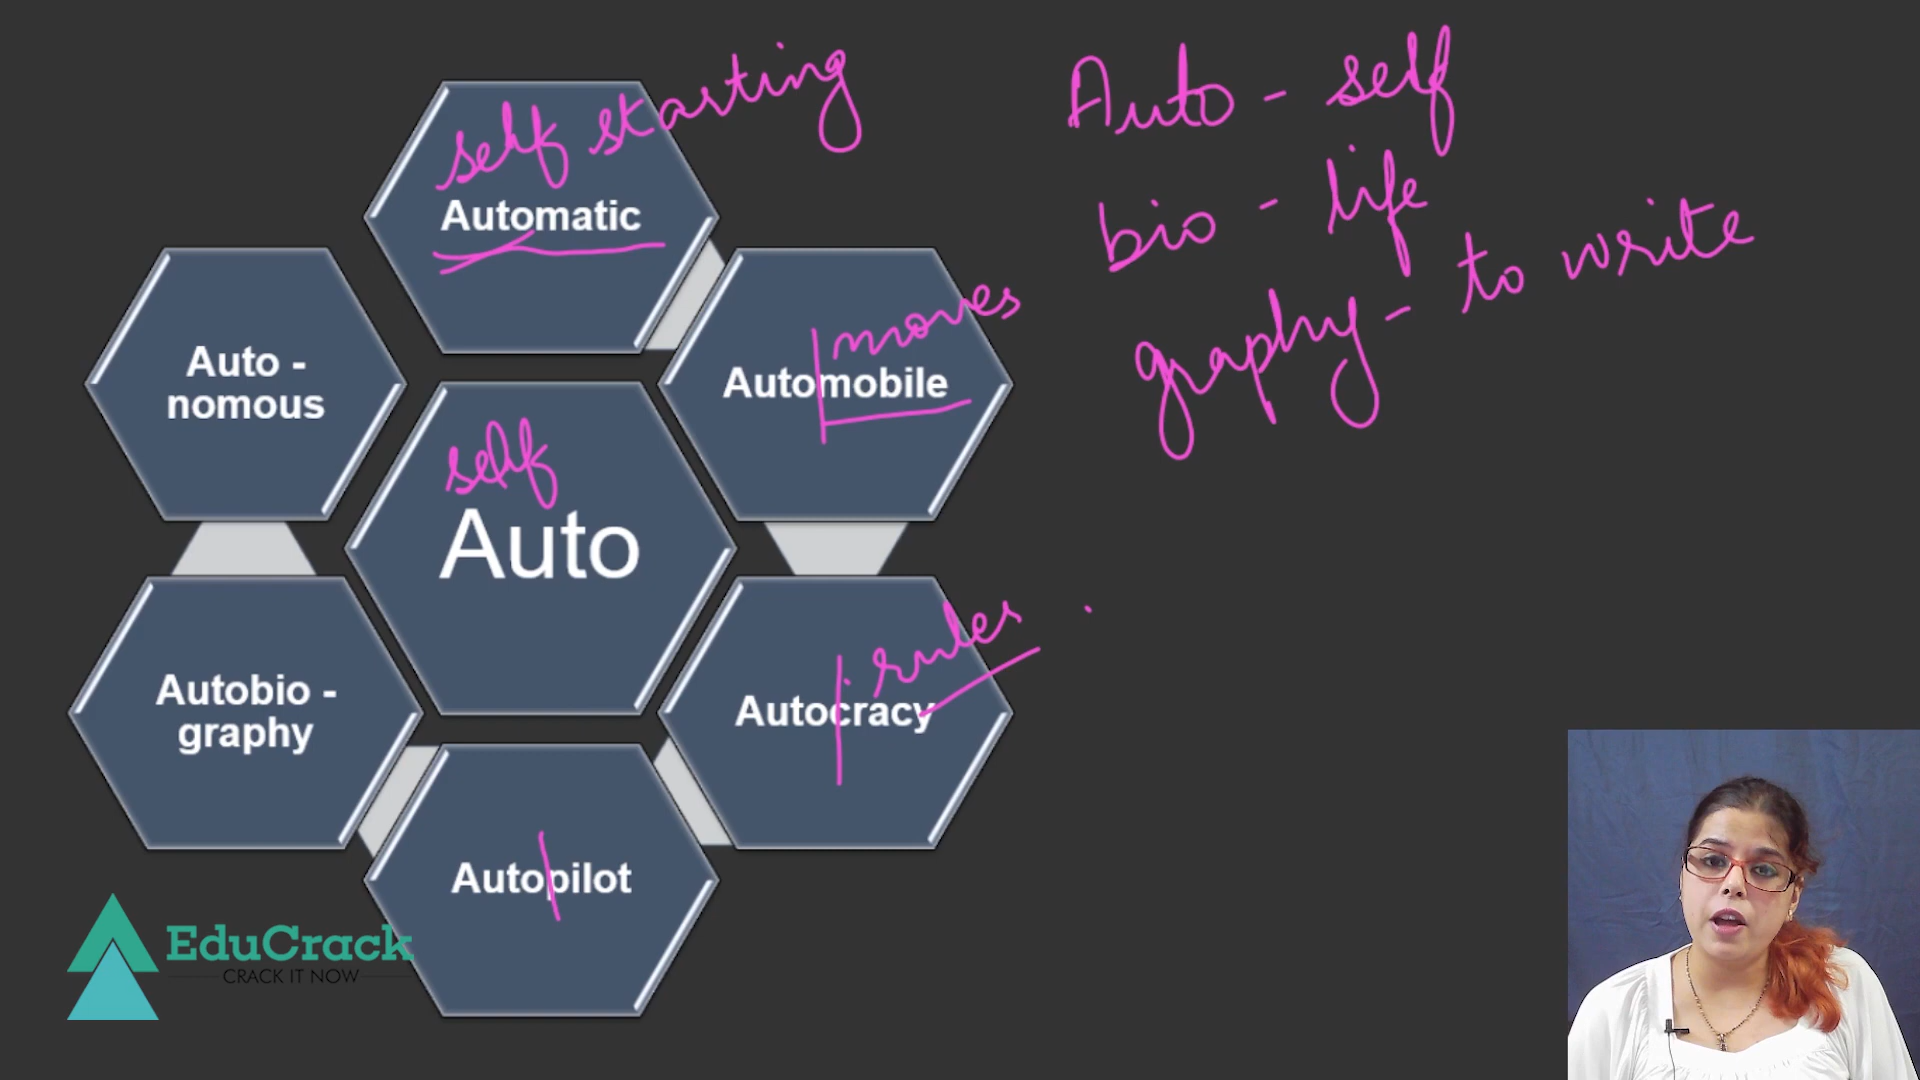 self starting
Automatic
Auto -
nomous
moves
Automobile
self
Auto
Autobio -
graphy
rules
Autocracy
Autopilot
Auto - self
bio - life
graphy - to write
EduCrack
CRACK IT NOW